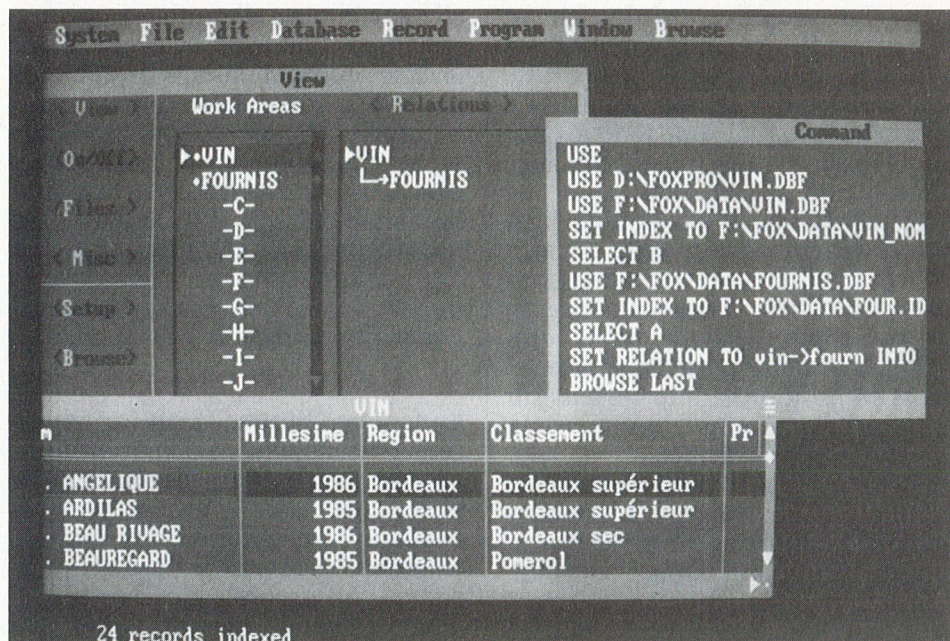 System File Edit Database Record Program Window Browse
View
< View >
< On/Off>
<Files >
< Misc >
<Setup >
<Browse>
Work Areas
▶•VIN
•FOURNIS
-C-
-D-
-E-
-F-
-G-
-H-
-I-
-J-
< Relations >
▶VIN
└→FOURNIS
Command
USE
USE D:\FOXPRO\VIN.DBF
USE F:\FOX\DATA\VIN.DBF
SET INDEX TO F:\FOX\DATA\VIN_NOM
SELECT B
USE F:\FOX\DATA\FOURNIS.DBF
SET INDEX TO F:\FOX\DATA\FOUR.ID
SELECT A
SET RELATION TO vin->fourn INTO
BROWSE LAST
VIN
m Millesime Region Classement Pr
. ANGELIQUE 1986 Bordeaux Bordeaux supérieur
. ARDILAS 1985 Bordeaux Bordeaux supérieur
. BEAU RIVAGE 1986 Bordeaux Bordeaux sec
. BEAUREGARD 1985 Bordeaux Pomerol
24 records indexed